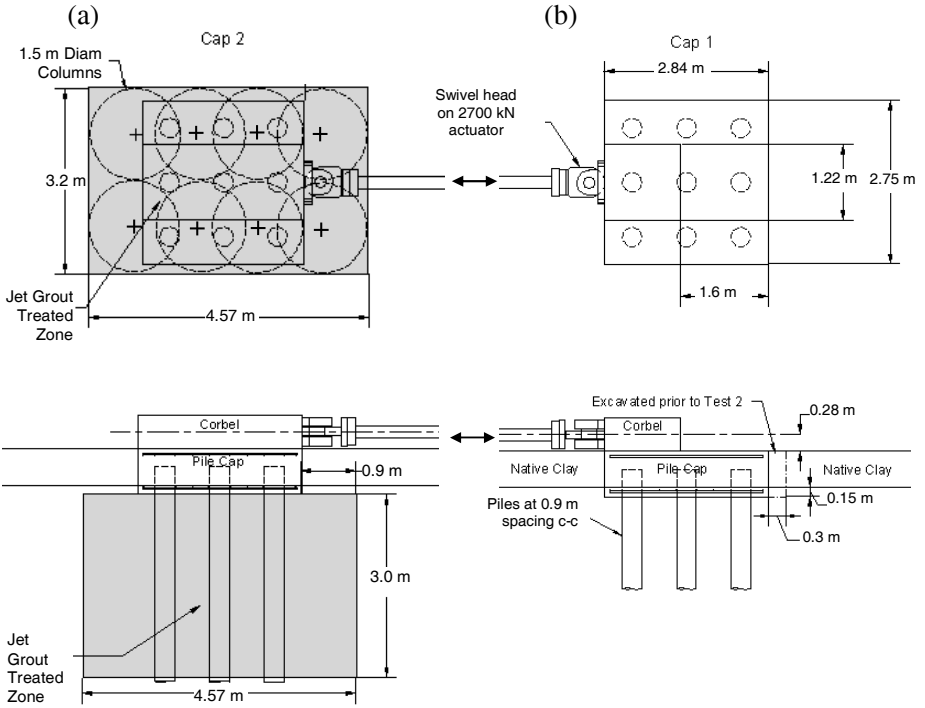 (a)
Cap 2
1.5 m Diam
Columns
3.2 m
Jet Grout
Treated
Zone
4.57 m
Swivel head
on 2700 kN
actuator
(b)
Cap 1
2.84 m
1.22 m
2.75 m
1.6 m
Corbel
Pile Cap
0.9 m
3.0 m
Jet
Grout
Treated
Zone
4.57 m
Excavated prior to Test 2
0.28 m
Corbel
Native Clay
Pile Cap
Native Clay
0.15 m
Piles at 0.9 m
spacing c-c
0.3 m